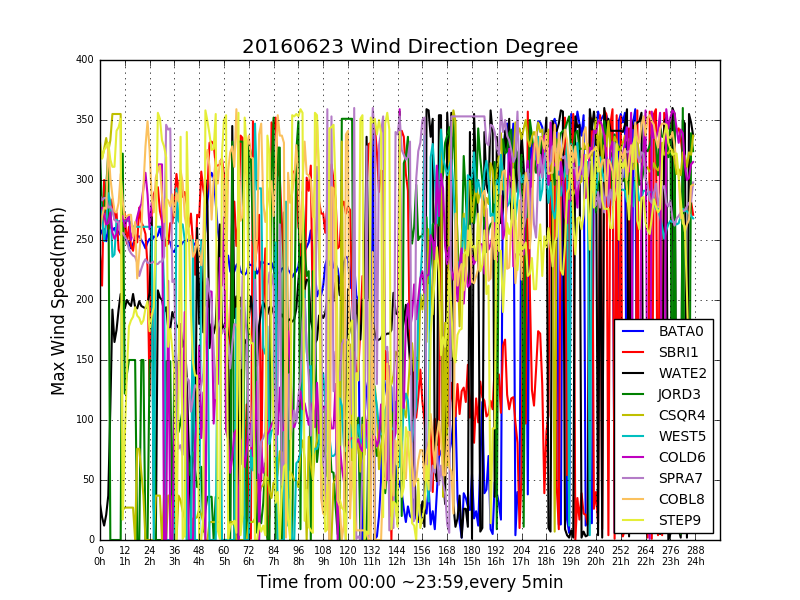 20160623 Wind Direction Degree
Max Wind Speed(mph)
400
350
300
250
200
150
100
50
0
0 12 24 36 48 60 72 84 96 108 120 132 144 156 168 180 192 204 216 228 240 252 264 276 288
0h 1h 2h 3h 4h 5h 6h 7h 8h 9h 10h 11h 12h 13h 14h 15h 16h 17h 18h 19h 20h 21h 22h 23h 24h
Time from 00:00 ~23:59,every 5min
BATA0
SBRI1
WATE2
JORD3
CSQR4
WEST5
COLD6
SPRA7
COBL8
STEP9